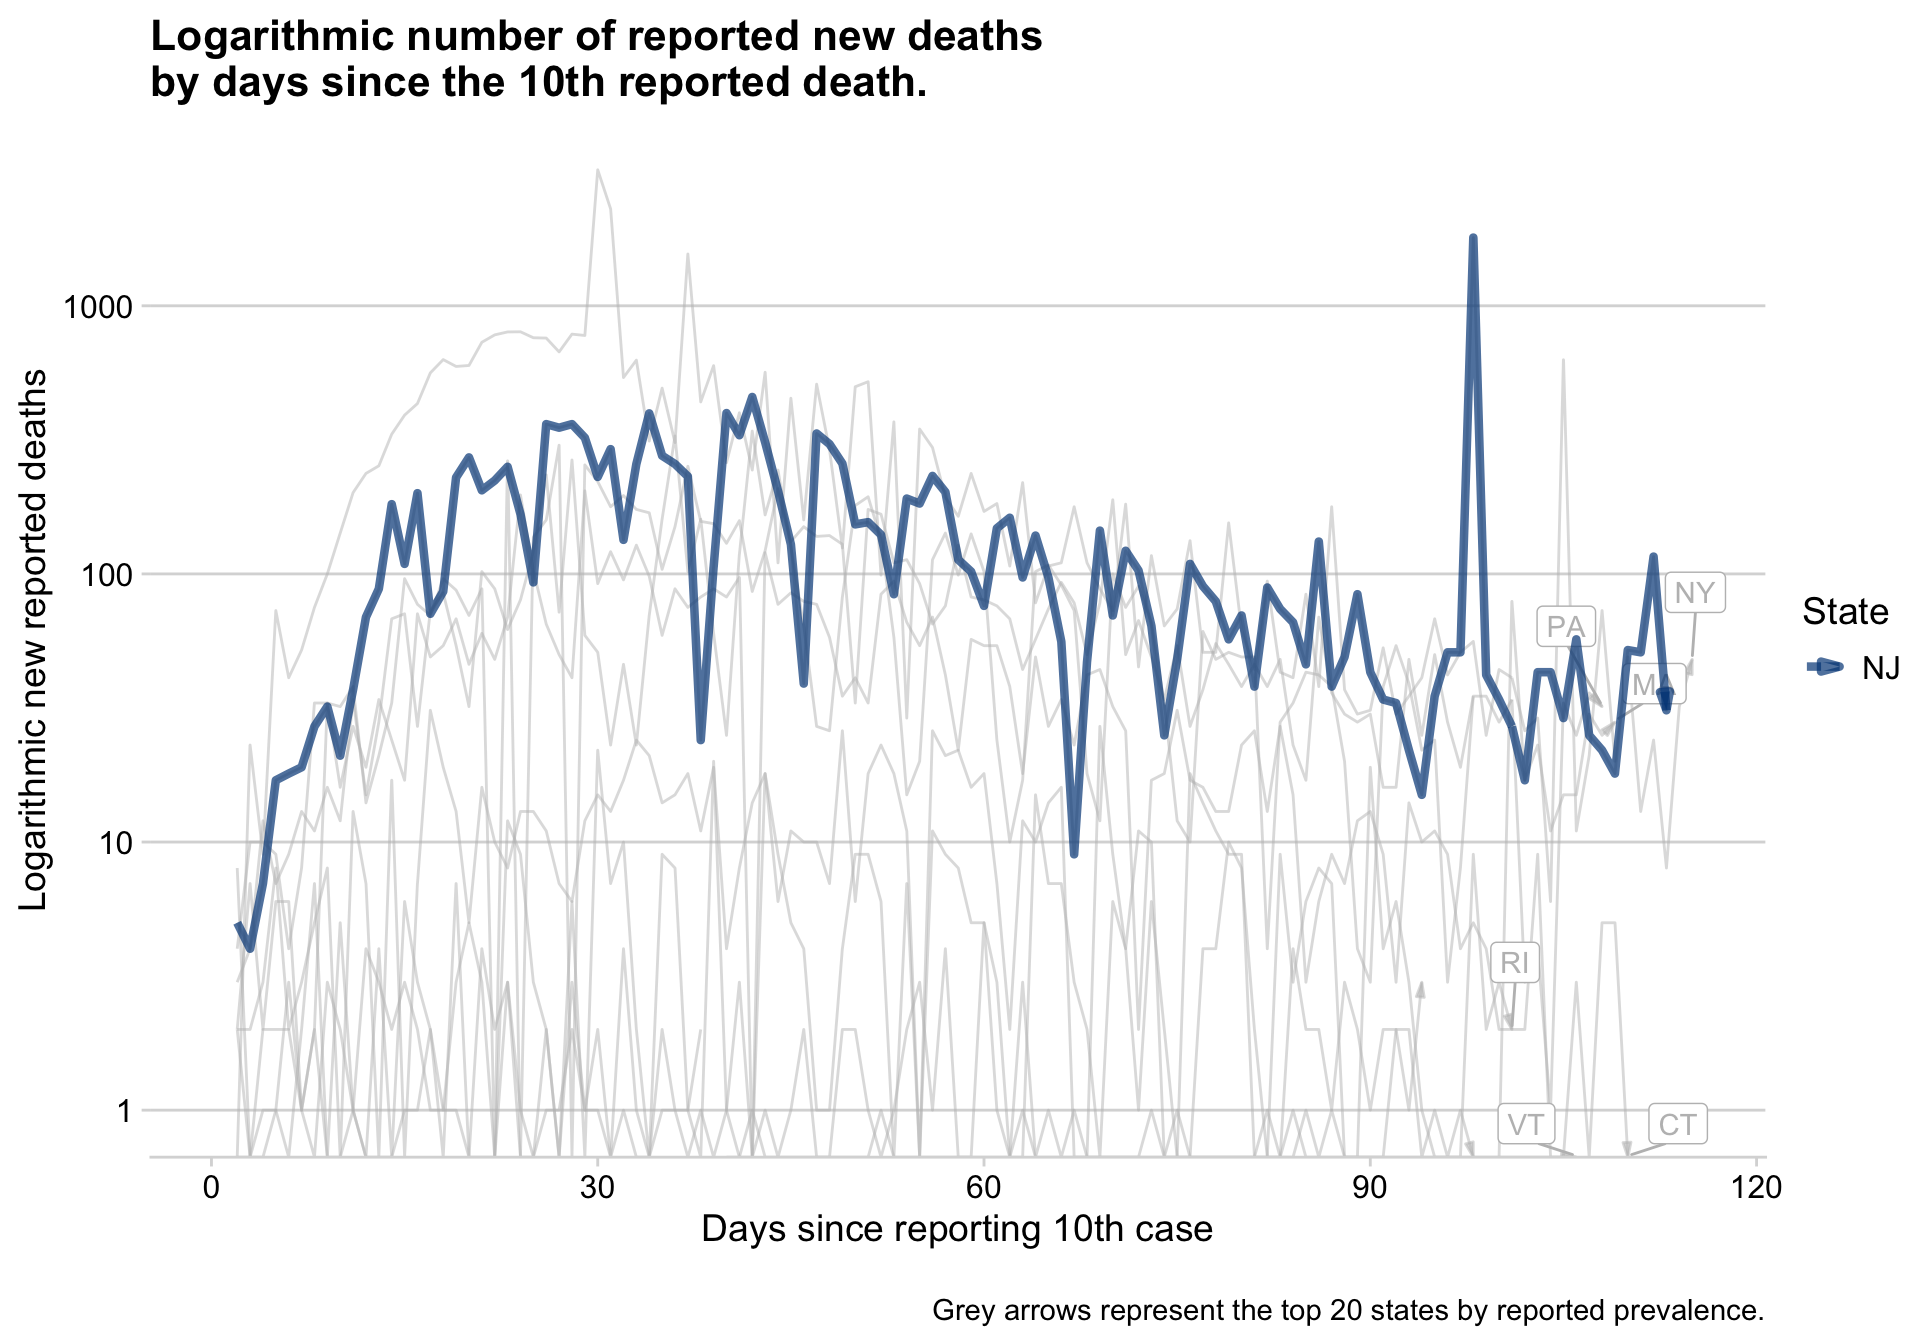 Logarithmic number of reported new deaths
by days since the 10th reported death.
Logarithmic new reported deaths
1000
100
10
1
NY
PA
MA
RI
VT
CT
State
NJ
0
30
60
90
120
Days since reporting 10th case
Grey arrows represent the top 20 states by reported prevalence.